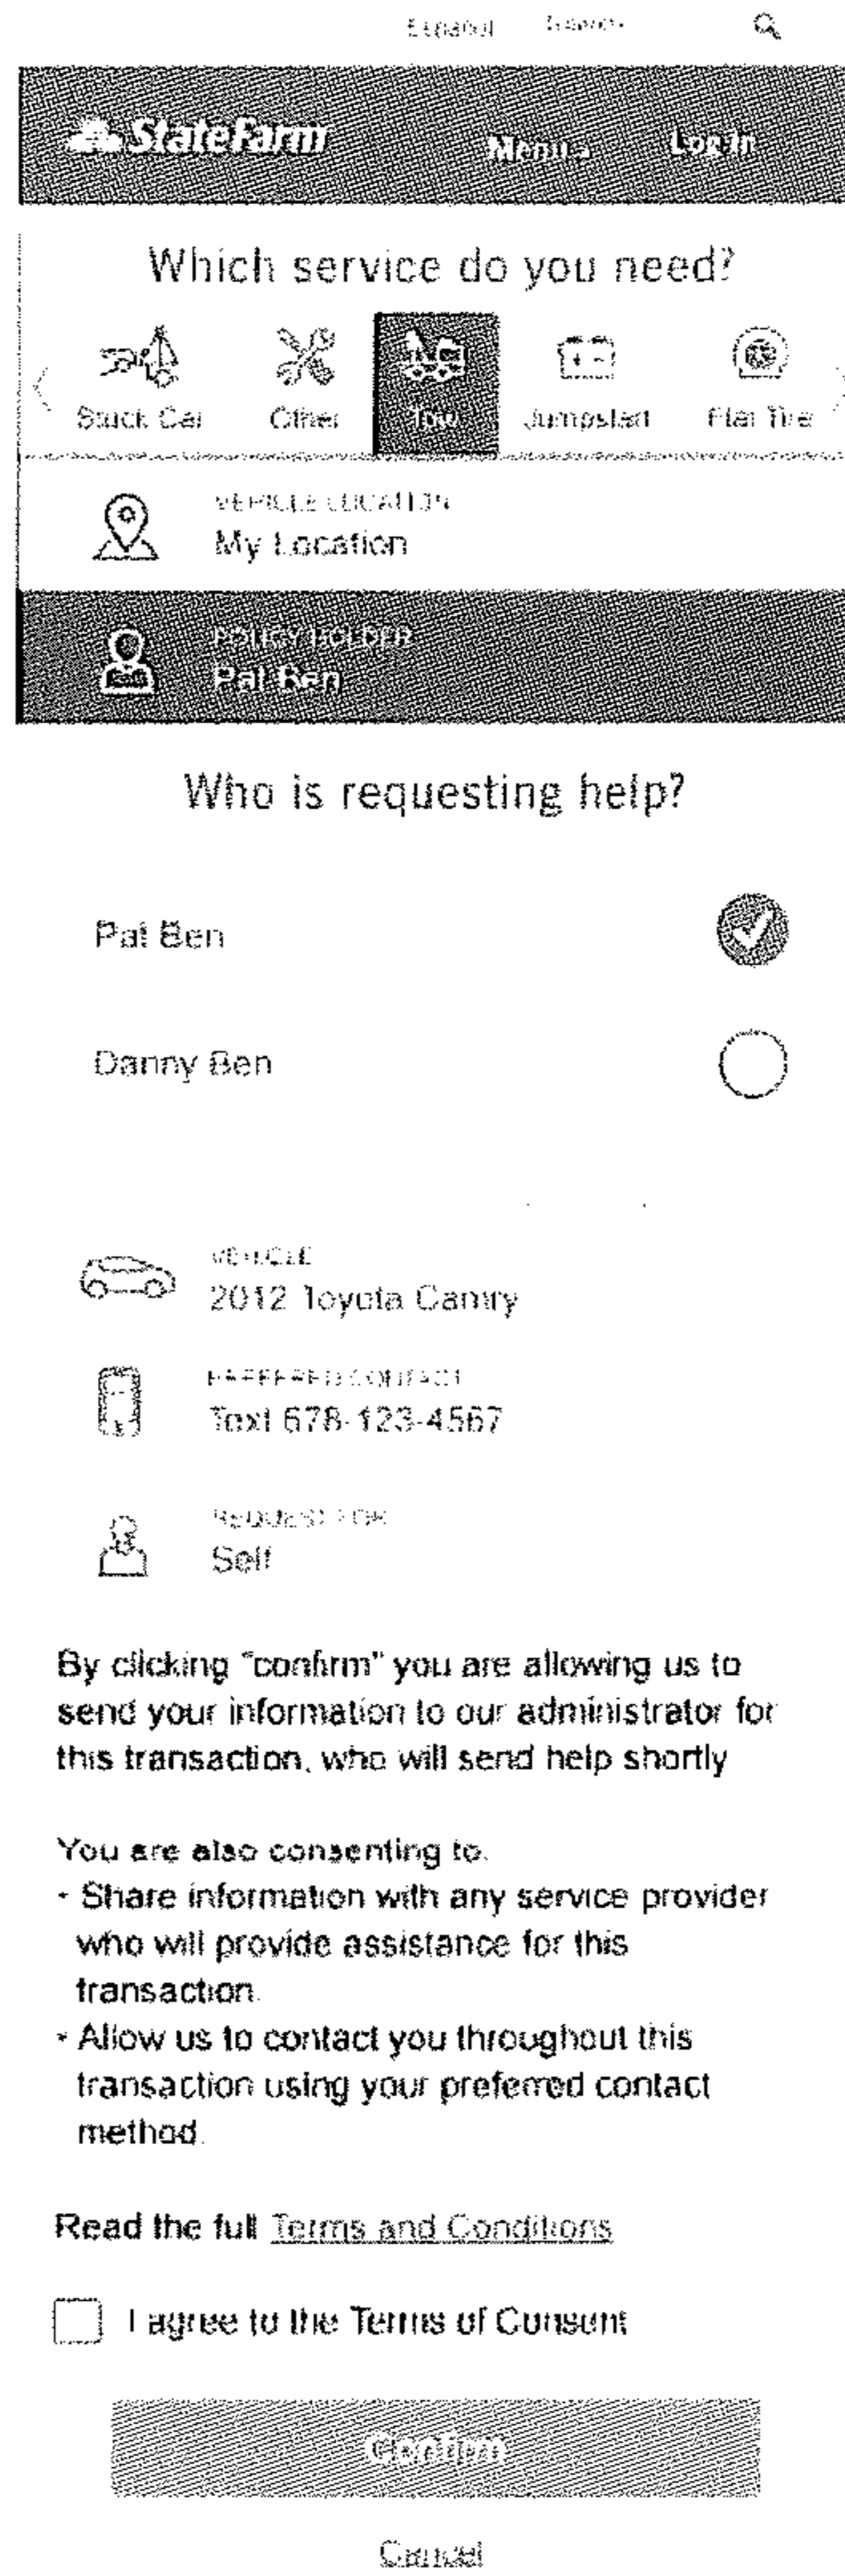 Español Search
StateFarm Menu Log in
Which service do you need?
Stuck Car Other Tow Jumpstart Flat Tire
VEHICLE LOCATION
My Location
POLICY HOLDER
Pat Ben
Who is requesting help?
Pat Ben
Danny Ben
VEHICLE
2012 Toyota Camry
PREFERRED CONTACT
Text 678-123-4567
REQUEST FOR
Self
By clicking "confirm" you are allowing us to
send your information to our administrator for
this transaction, who will send help shortly
You are also consenting to:
- Share information with any service provider
who will provide assistance for this
transaction.
- Allow us to contact you throughout this
transaction using your preferred contact
method.
Read the full Terms and Conditions
I agree to the Terms of Consent
Confirm
Cancel